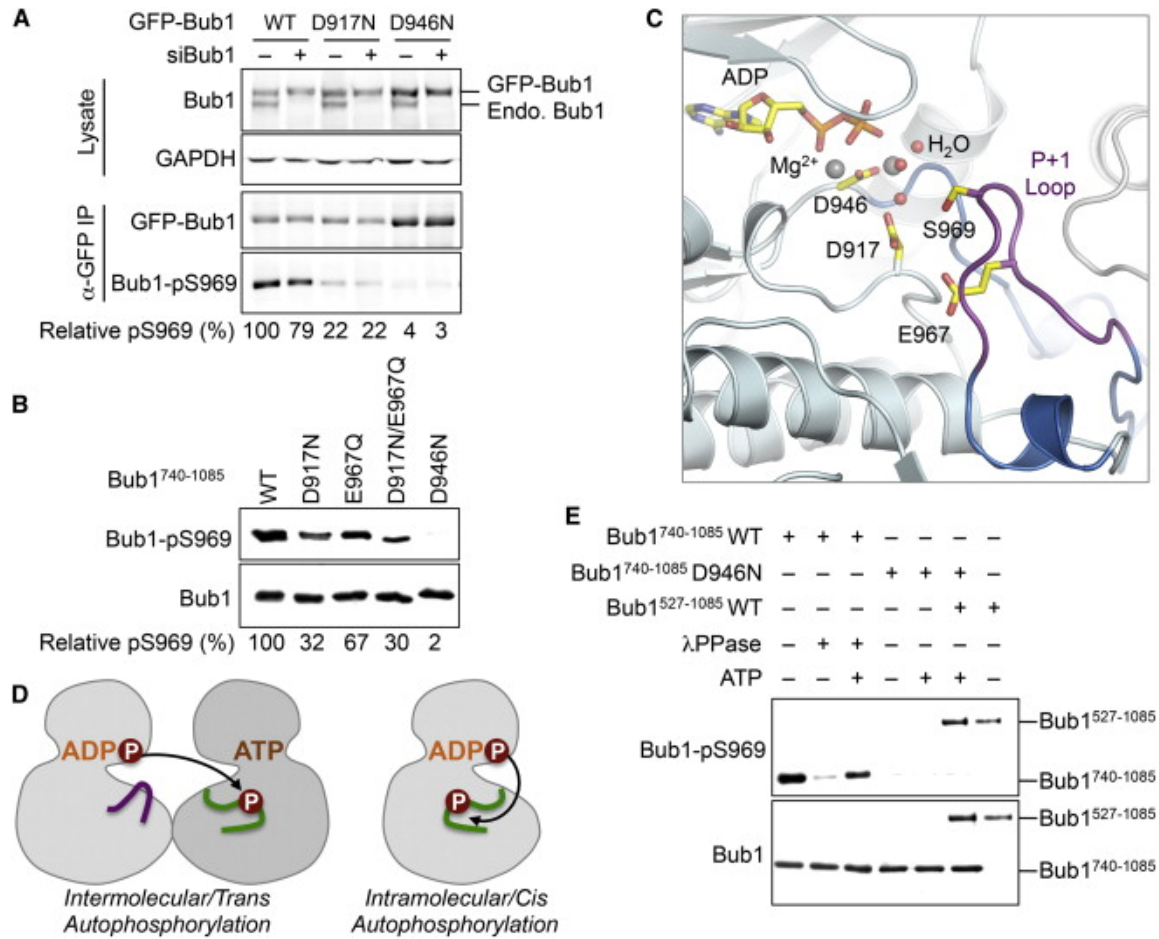 A
GFP-Bub1 WT D917N D946N
siBub1 – + – + – +
Lysate
Bub1
GFP-Bub1
Endo. Bub1
GAPDH
α-GFP IP
GFP-Bub1
Bub1-pS969
Relative pS969 (%) 100 79 22 22 4 3
B
Bub1740-1085 WT D917N E967Q D917N/E967Q D946N
Bub1-pS969
Bub1
Relative pS969 (%) 100 32 67 30 2
C
ADP
H2O
Mg2+
P+1
Loop
D946
S969
D917
E967
D
ADP P ATP
P
Intermolecular/Trans
Autophosphorylation
ADP P
P
Intramolecular/Cis
Autophosphorylation
E
Bub1740-1085 WT + + + – – – –
Bub1740-1085 D946N – – – + + + –
Bub1527-1085 WT – – – – – + +
λPPase – + + – – – –
ATP – – + – + + –
Bub1-pS969
Bub1527-1085
Bub1740-1085
Bub1
Bub1527-1085
Bub1740-1085